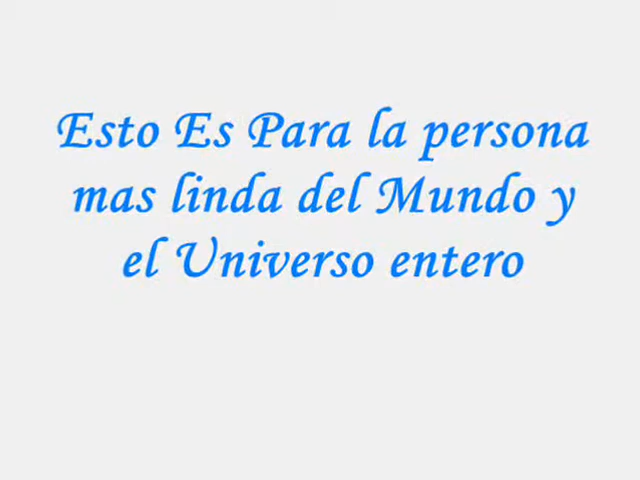 Esto Es Para la persona
mas linda del Mundo y
el Universo entero